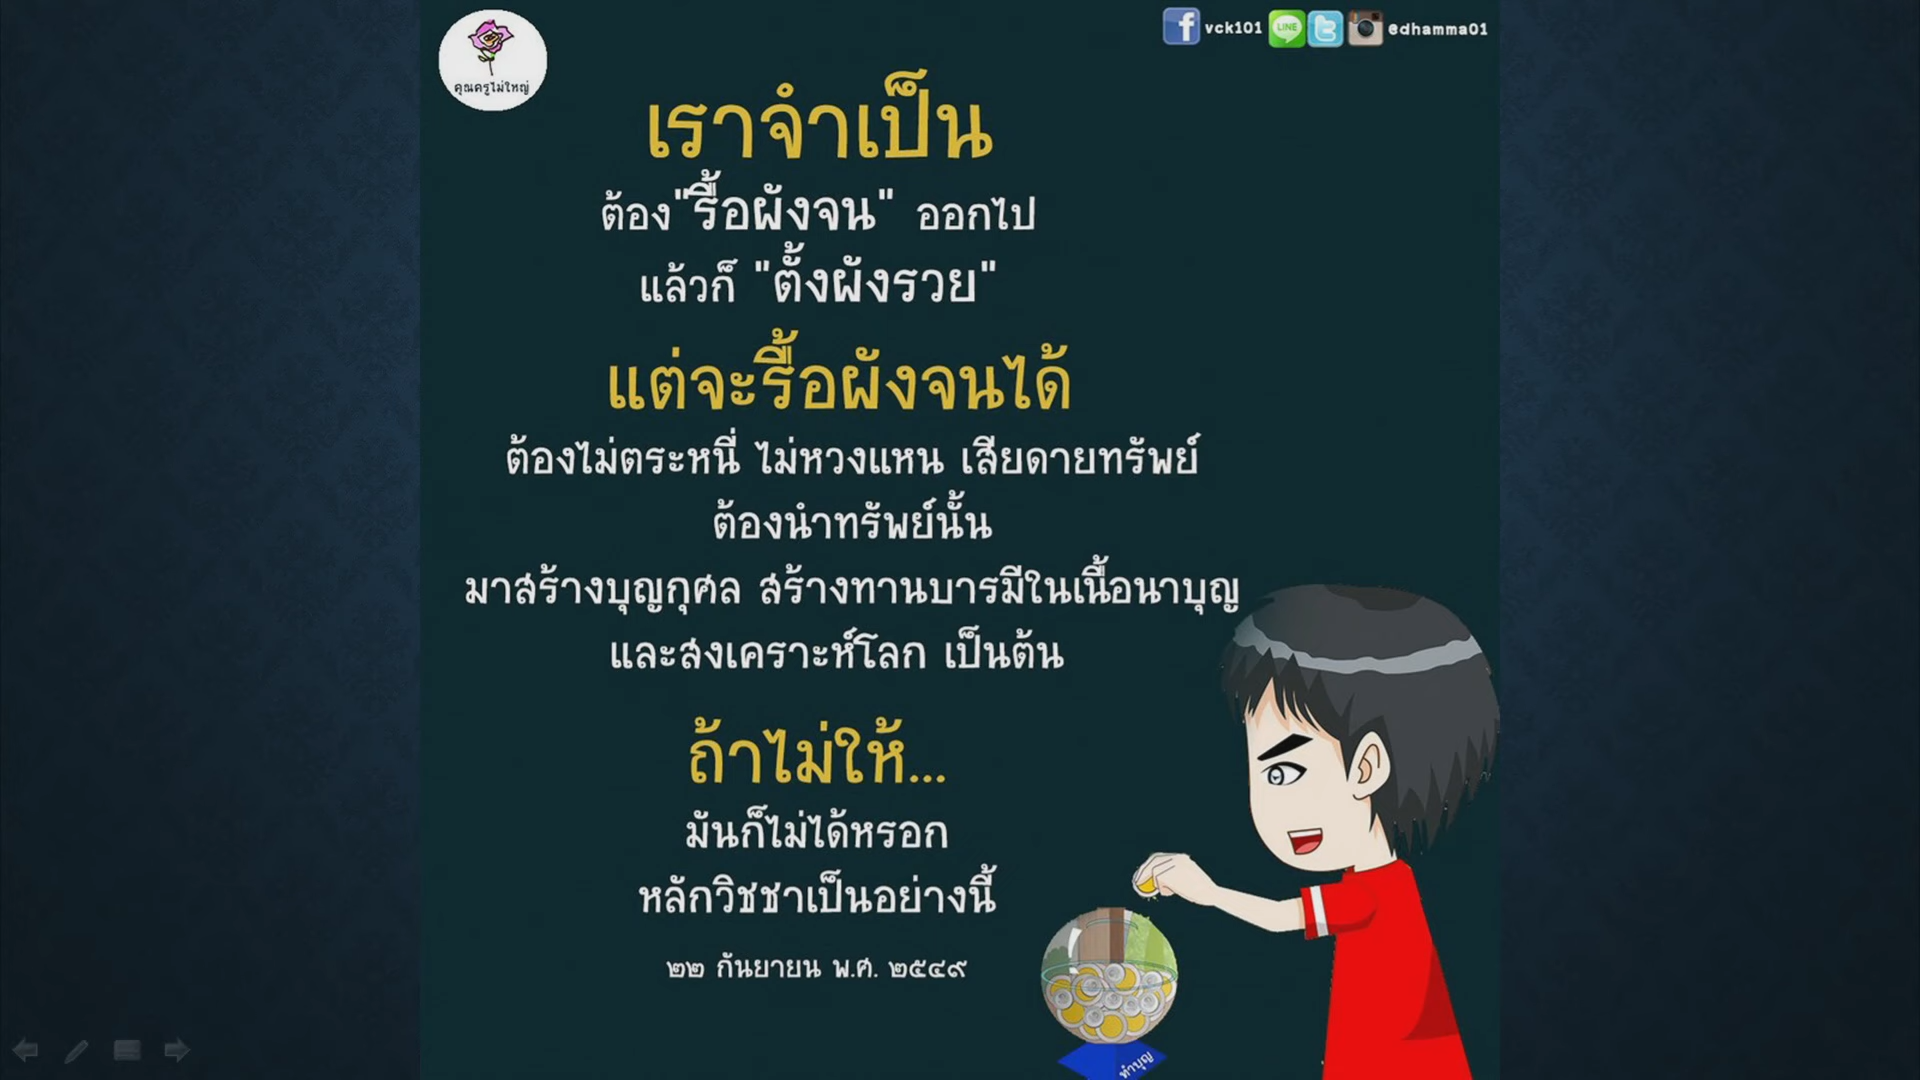 คุณครูไม่ใหญ่
vck101
LINE
@dhamma01
เราจำเป็น
ต้อง"รื้อผังจน" ออกไป
แล้วก็ "ตั้งผังรวย"
แต่จะรื้อผังจนได้
ต้องไม่ตระหนี่ ไม่หวงแหน เสียดายทรัพย์
ต้องนำทรัพย์นั้น
มาสร้างบุญกุศล สร้างทานบารมีในเนื้อนาบุญ
และสงเคราะห์โลก เป็นต้น
ถ้าไม่ให้...
มันก็ไม่ได้หรอก
หลักวิชชาเป็นอย่างนี้
๒๒ กันยายน พ.ศ. ๒๕๔๙
ทำบุญ